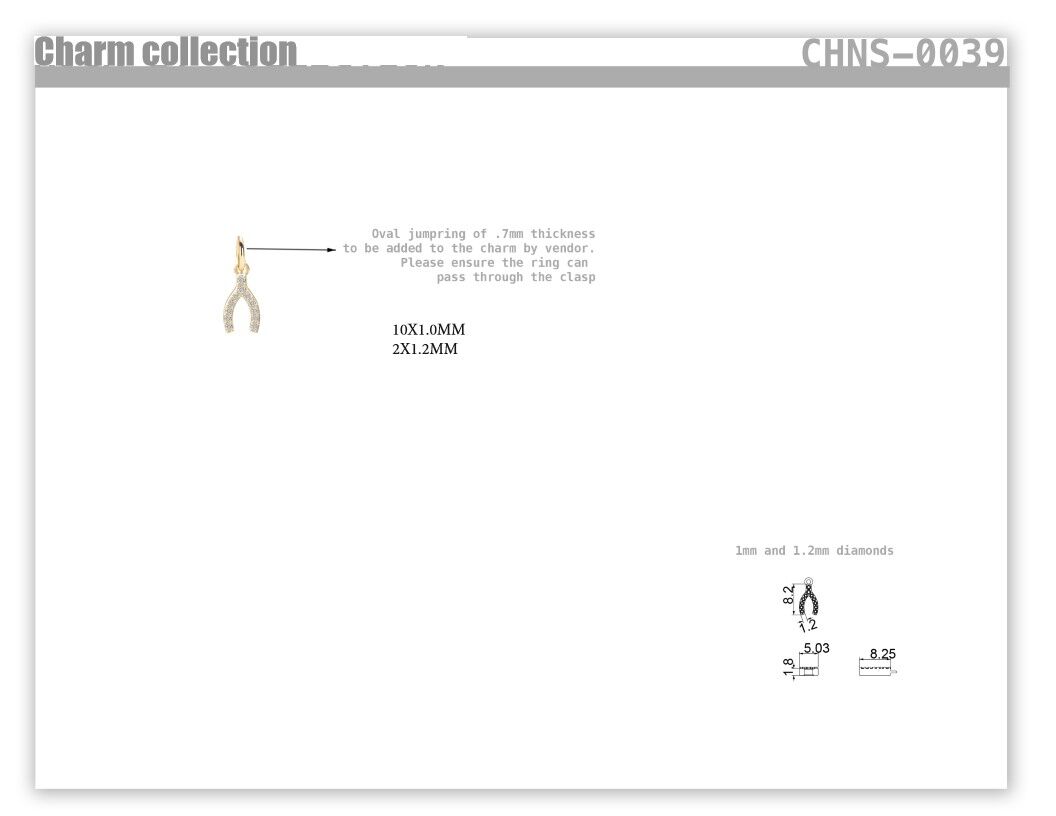 Charm collection
CHNS-0039
Oval jumpring of .7mm thickness
to be added to the charm by vendor.
Please ensure the ring can
pass through the clasp
10X1.0MM
2X1.2MM
1mm and 1.2mm diamonds
8.2
1.2
5.03
8.25
1.8